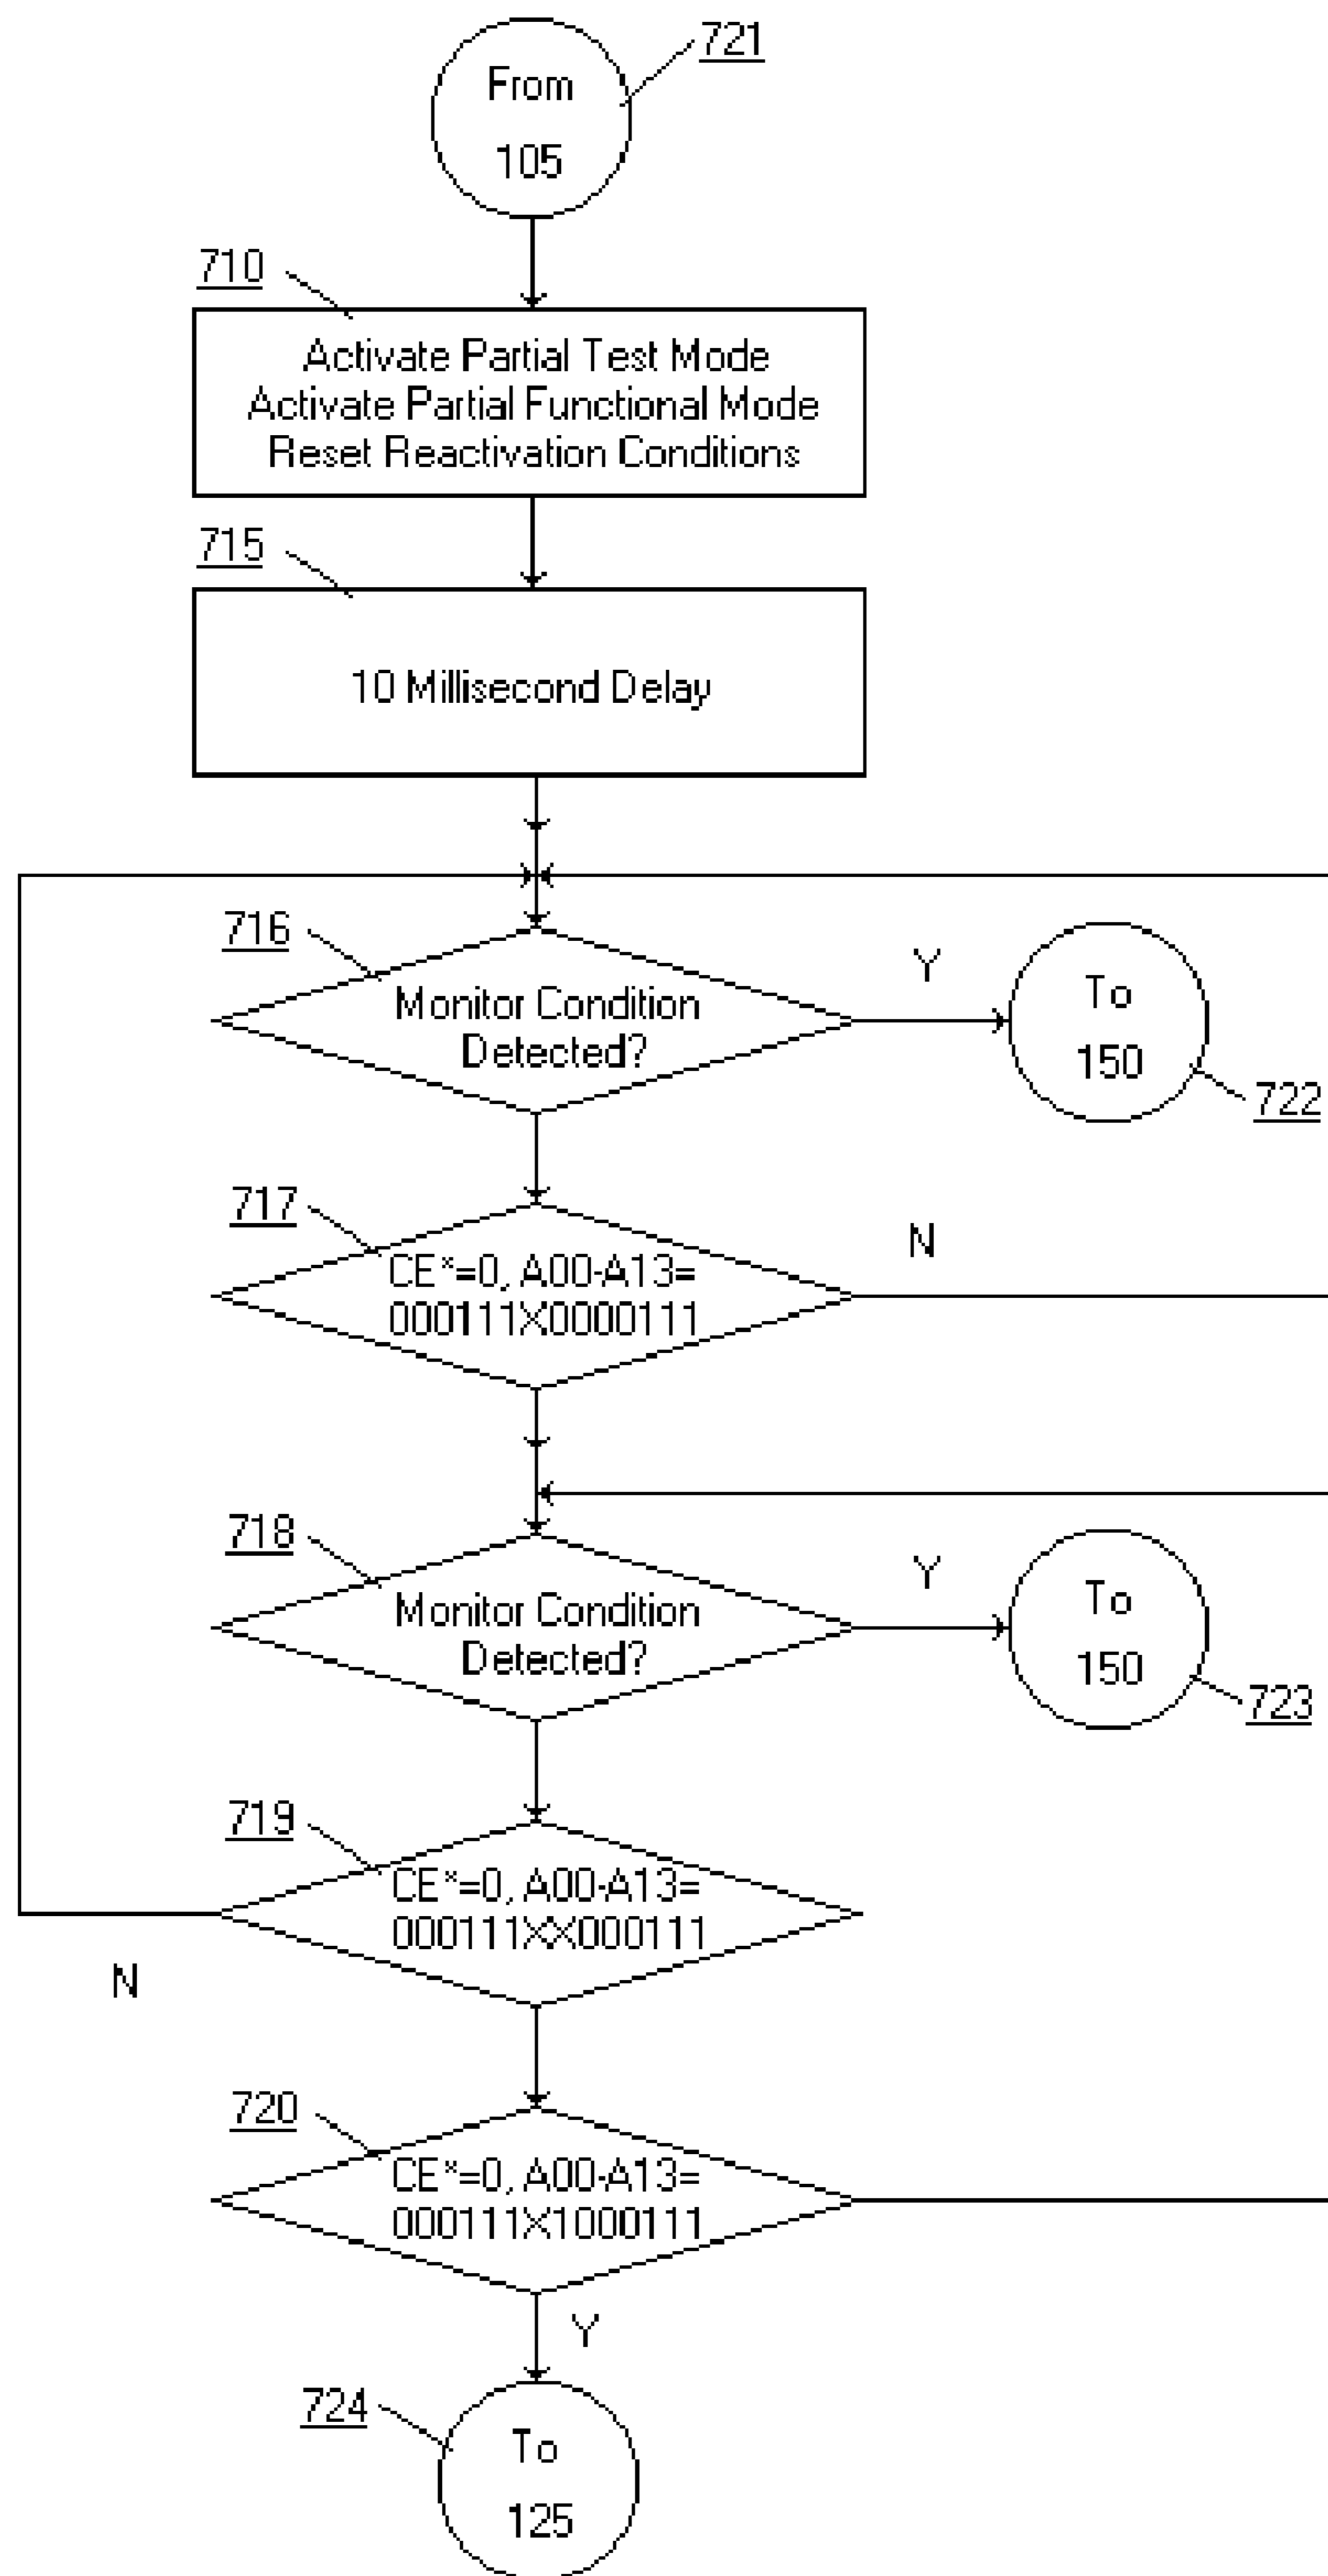 721
From
105
710
Activate Partial Test Mode
Activate Partial Functional Mode
Reset Reactivation Conditions
715
10 Millisecond Delay
716
Monitor Condition
Detected?
Y
To
150
722
717
CE*=0, A00-A13=
000111X0000111
N
718
Monitor Condition
Detected?
Y
To
150
723
719
CE*=0, A00-A13=
000111XX000111
N
720
CE*=0, A00-A13=
000111X1000111
Y
724
To
125